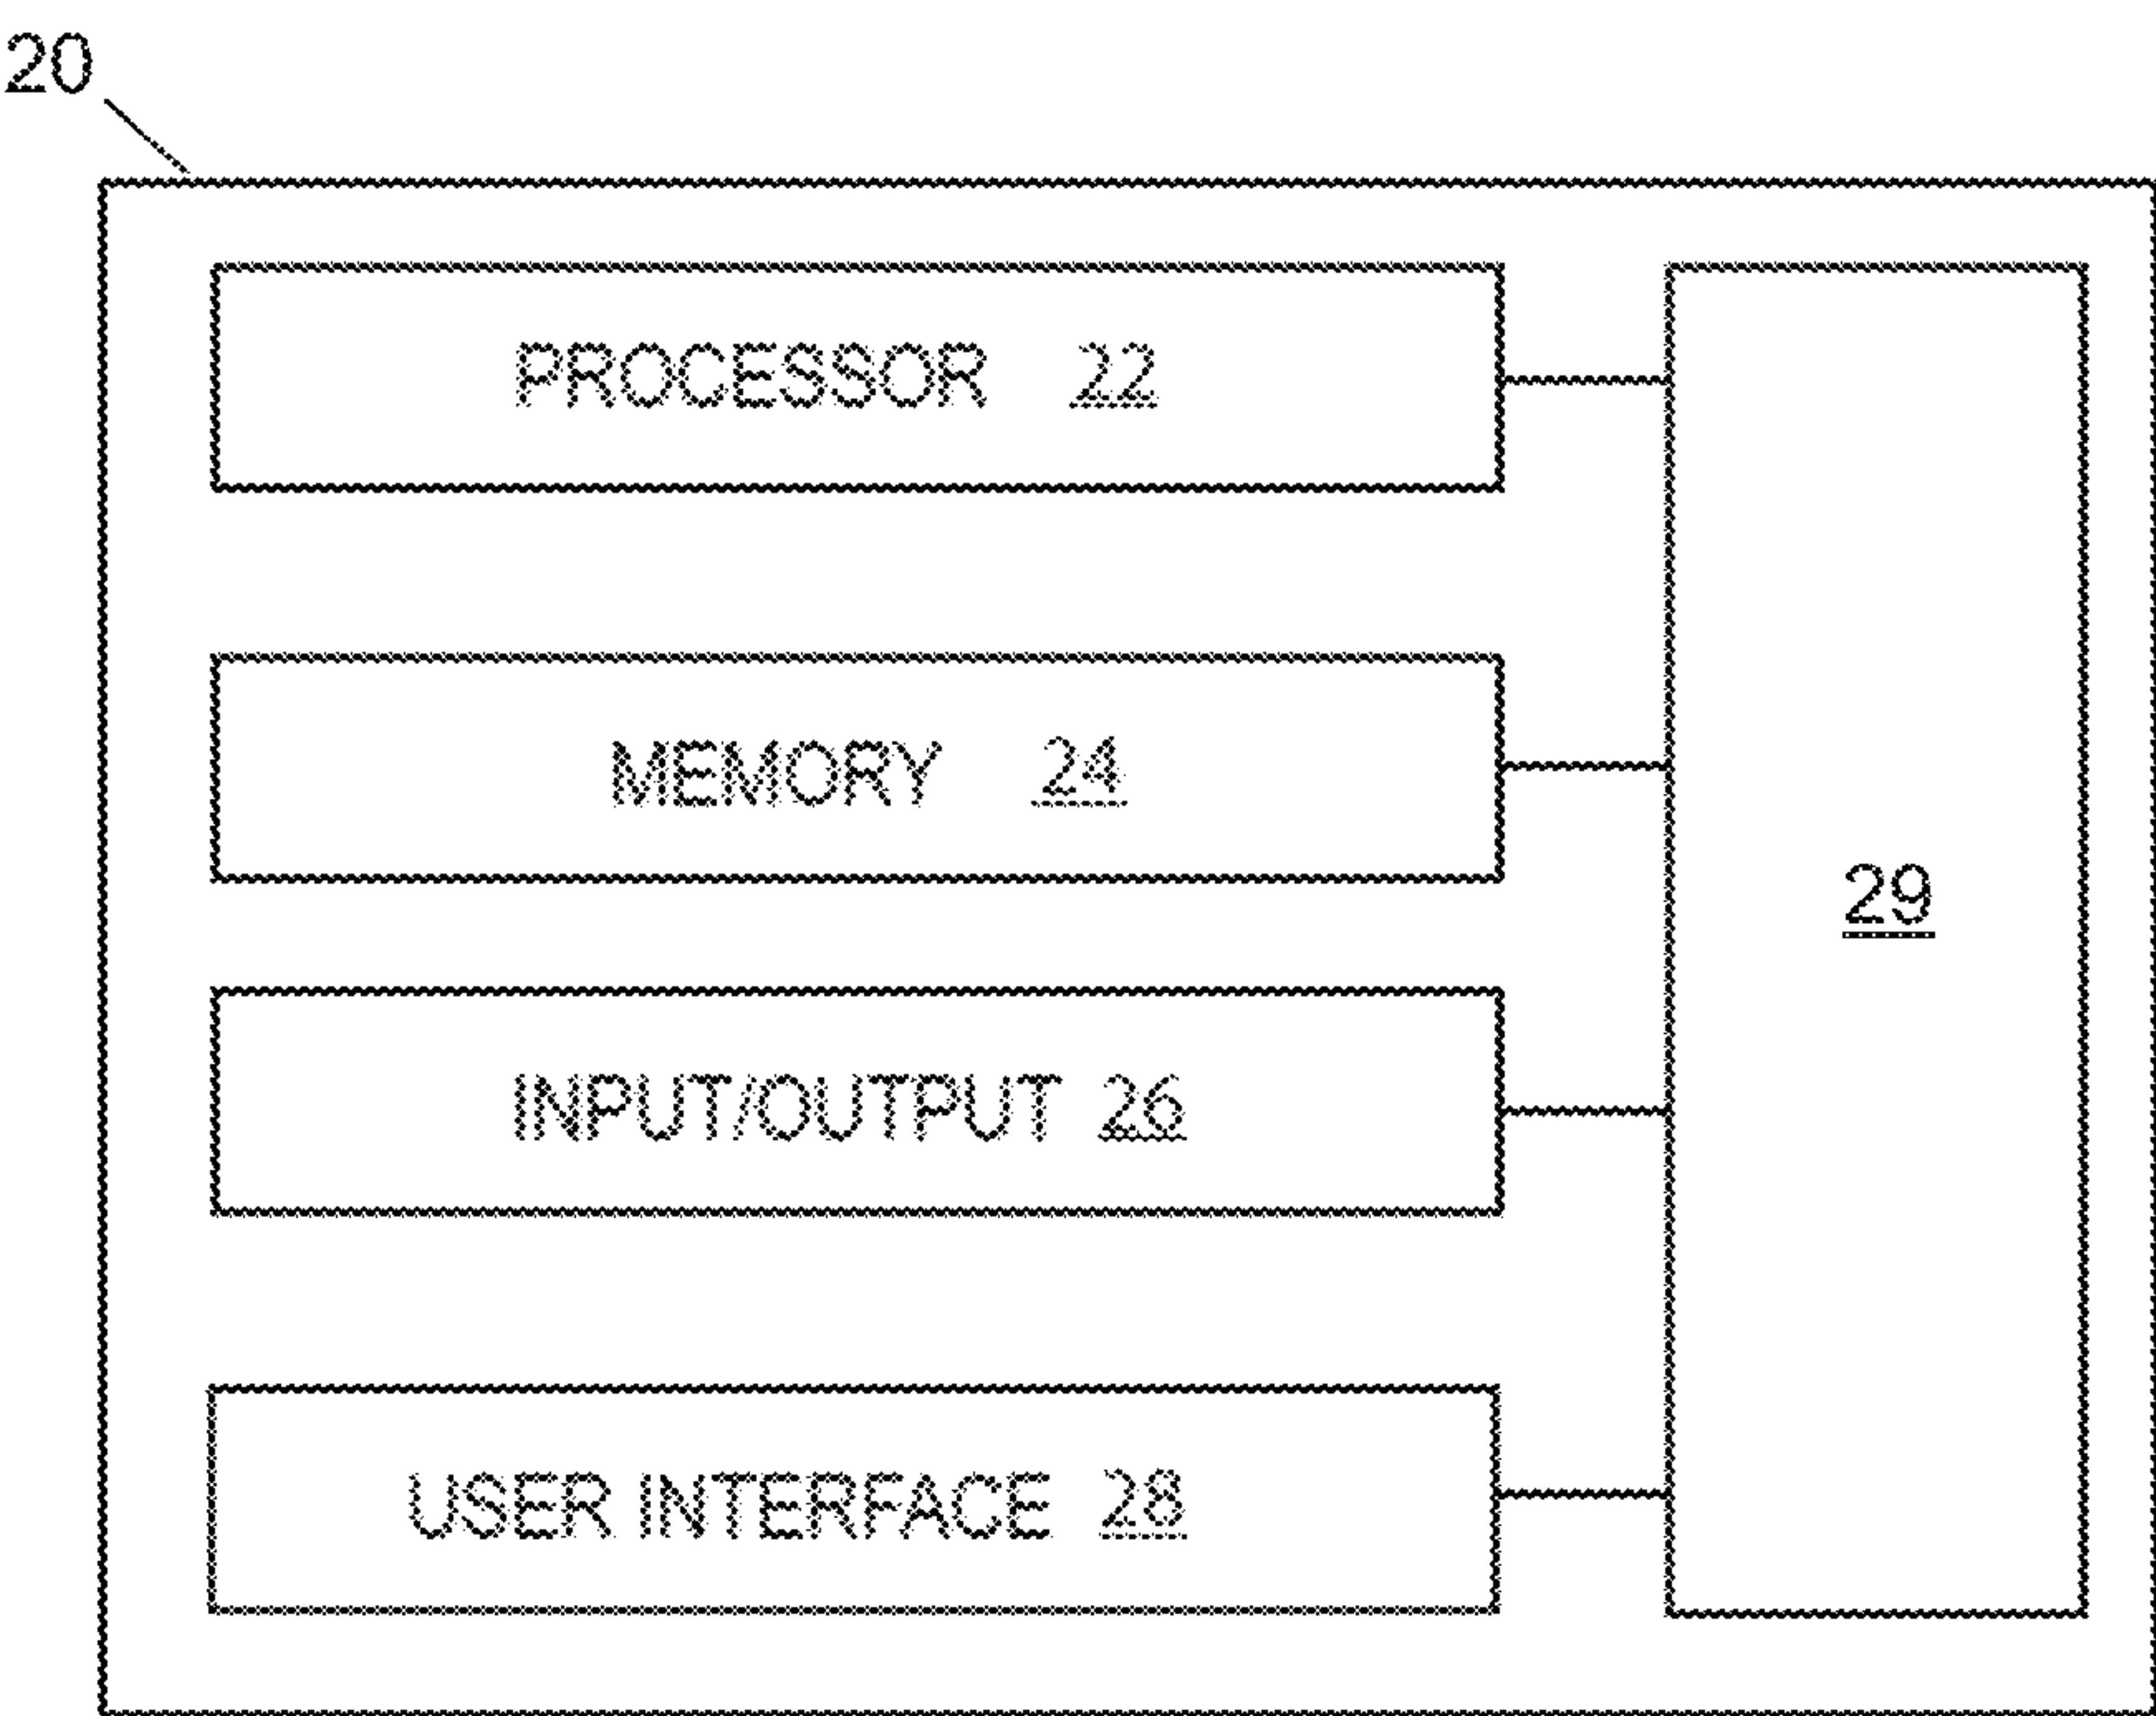 20
PROCESSOR 22
MEMORY 24
29
INPUT/OUTPUT 26
USER INTERFACE 28